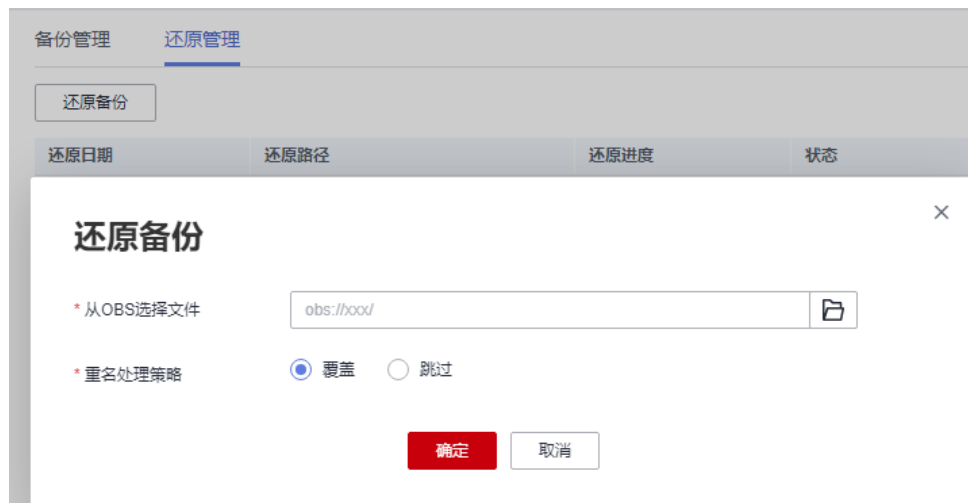 备份管理 还原管理
还原备份
还原日期 还原路径 还原进度 状态
还原备份
* 从OBS选择文件 obs://xxx/
* 重名处理策略 覆盖 跳过
确定 取消